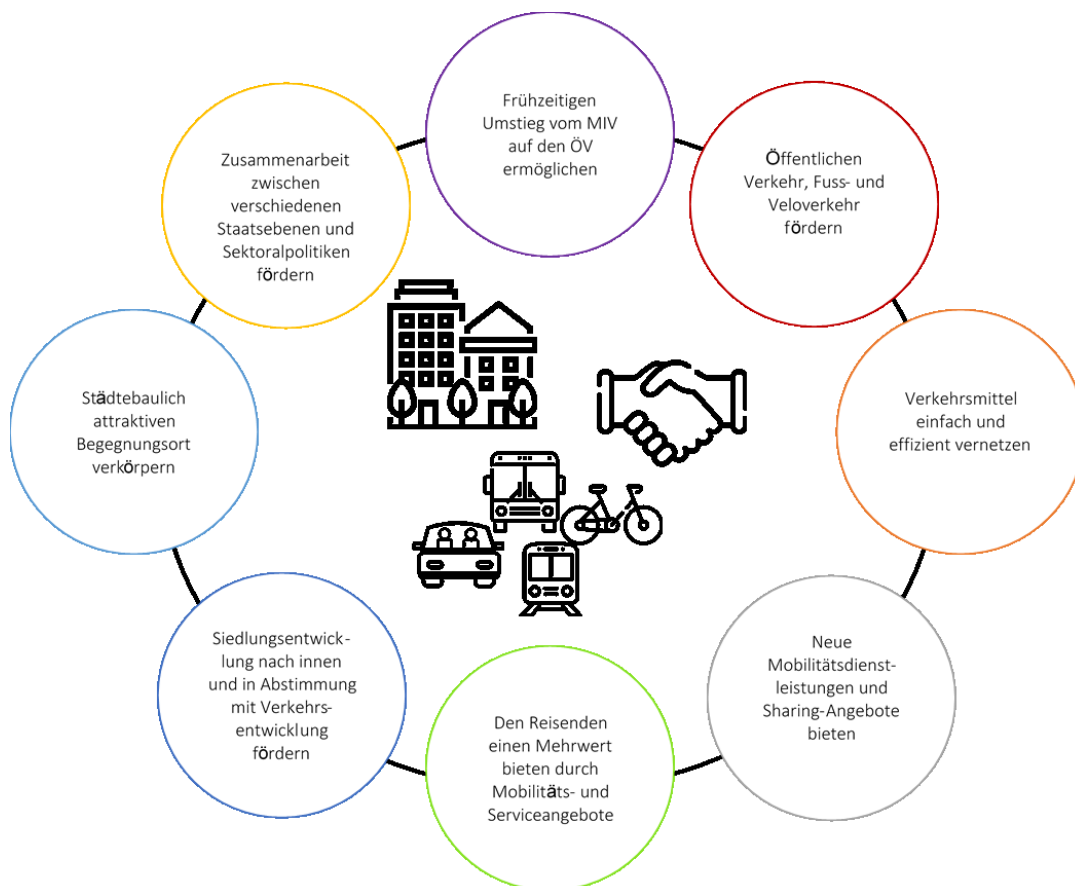 Frühzeitigen
Umstieg vom MIV
auf den ÖV
ermöglichen
Öffentlichen
Verkehr, Fuss- und
Veloverkehr
fördern
Verkehrsmittel
einfach und
effizient vernetzen
Neue
Mobilitätsdienst-
leistungen und
Sharing-Angebote
bieten
Den Reisenden
einen Mehrwert
bieten durch
Mobilitäts- und
Serviceangebote
Siedlungsentwick-
lung nach innen
und in Abstimmung
mit Verkehrs-
entwicklung
fördern
Städtebaulich
attraktiven
Begegnungsort
verkörpern
Zusammenarbeit
zwischen
verschiedenen
Staatsebenen und
Sektoralpolitiken
fördern